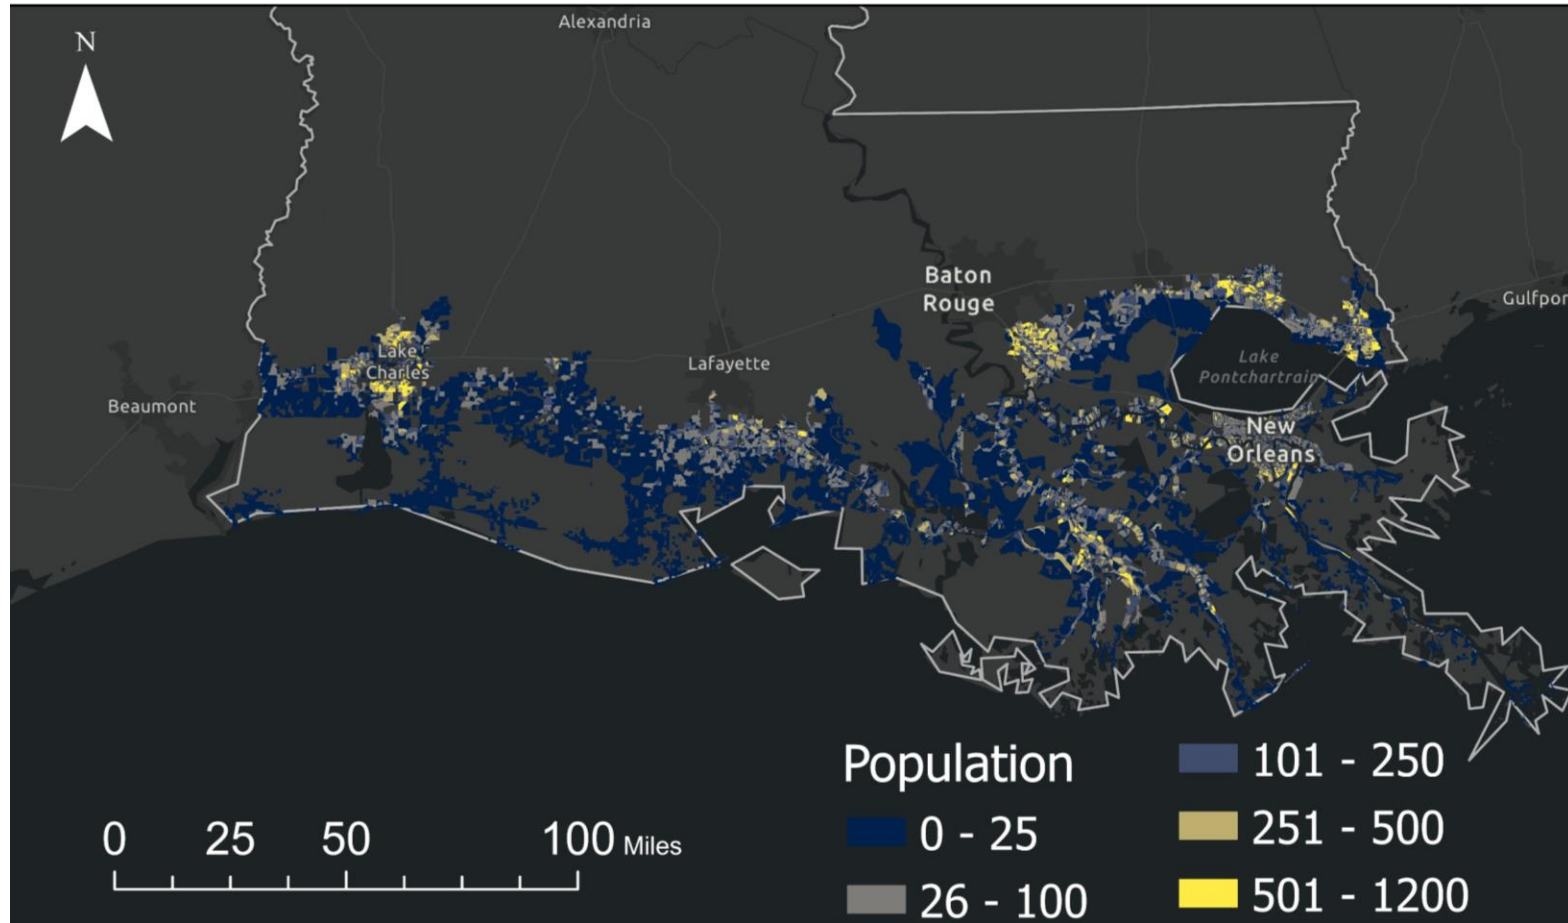 Alexandria
N
Baton
Rouge
Gulfpor
Lake
Charles
Lafayette
Lake
Pontchartrain
Beaumont
New
Orleans
Population
0 - 25
26 - 100
101 - 250
251 - 500
501 - 1200
0 25 50 100 Miles